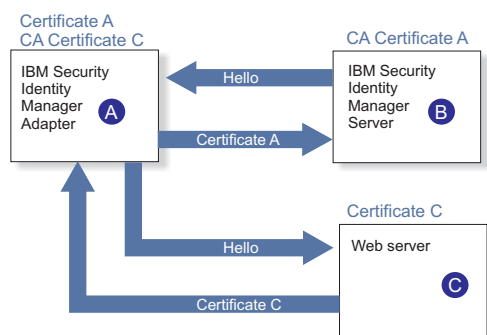 Certificate A
CA Certificate C
IBM Security
Identity
Manager
Adapter
A
Hello
Certificate A
CA Certificate A
IBM Security
Identity
Manager
Server
B
Hello
Certificate C
Certificate C
Web server
C